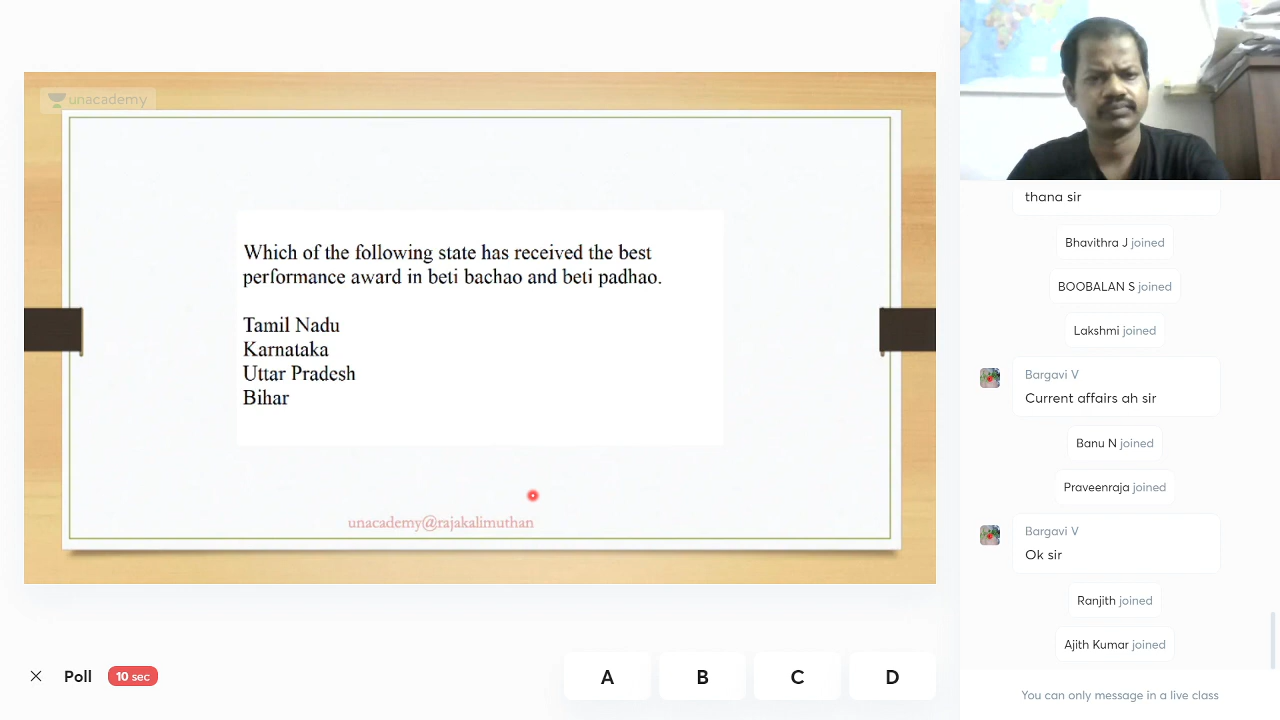 unacademy
Which of the following state has received the best
performance award in beti bachao and beti padhao.
Tamil Nadu
Karnataka
Uttar Pradesh
Bihar
unacademy@rajakalimuthan
Poll
10 sec
A
B
C
D
thana sir
Bhavithra J joined
BOOBALAN S joined
Lakshmi joined
Bargavi V
Current affairs ah sir
Banu N joined
Praveenraja joined
Bargavi V
Ok sir
Ranjith joined
Ajith Kumar joined
You can only message in a live class